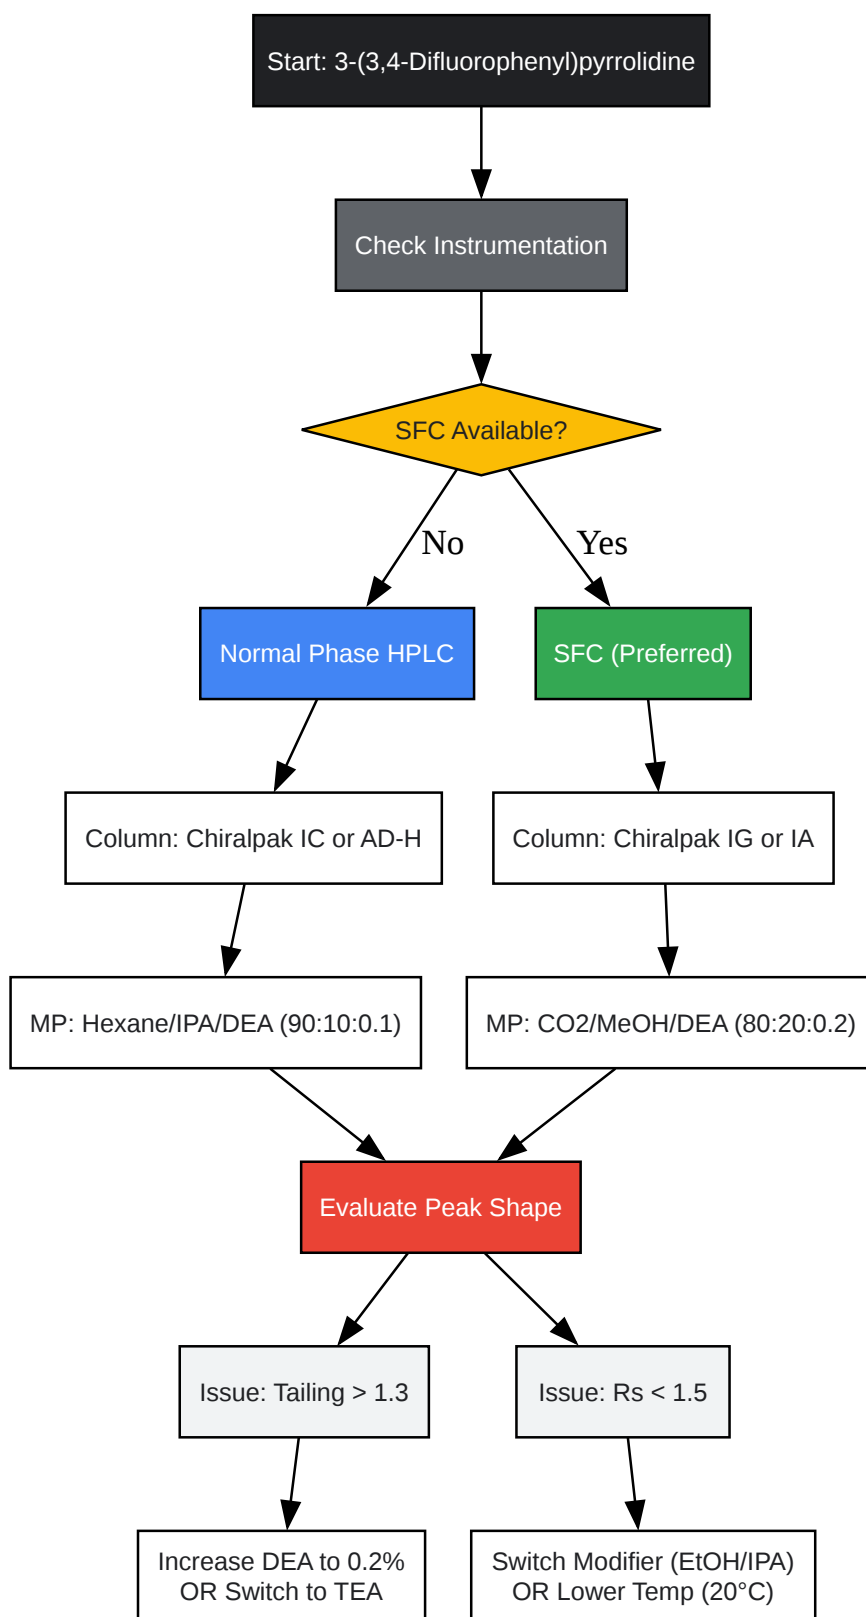 Start: 3-(3,4-Difluorophenyl)pyrrolidine
Check Instrumentation
SFC Available?
No
Yes
Normal Phase HPLC
SFC (Preferred)
Column: Chiralpak IC or AD-H
Column: Chiralpak IG or IA
MP: Hexane/IPA/DEA (90:10:0.1)
MP: CO2/MeOH/DEA (80:20:0.2)
Evaluate Peak Shape
Issue: Tailing > 1.3
Issue: Rs < 1.5
Increase DEA to 0.2%
OR Switch to TEA
Switch Modifier (EtOH/IPA)
OR Lower Temp (20°C)